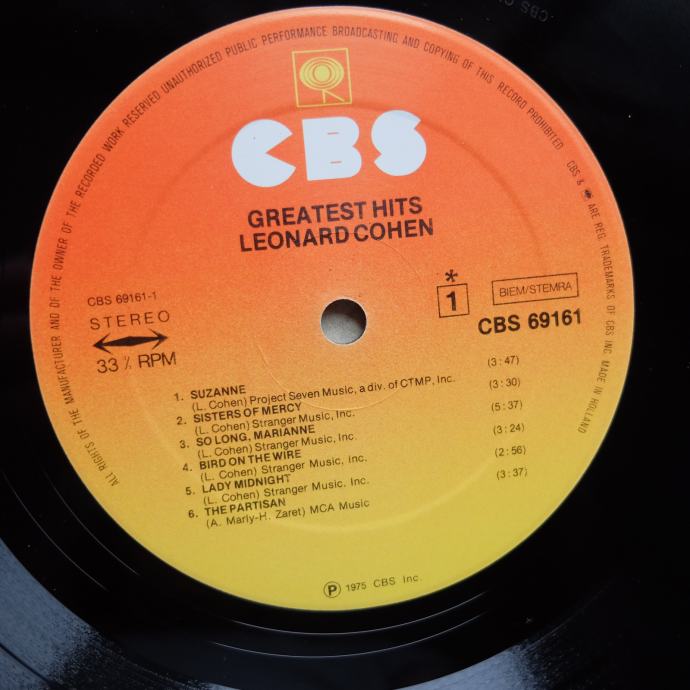 ALL RIGHTS OF THE MANUFACTURER AND OF THE OWNER OF THE RECORDED WORK RESERVED UNAUTHORIZED PUBLIC PERFORMANCE BROADCASTING AND COPYING OF THIS RECORD PROHIBITED
CBS & ARE REG. TRADEMARKS OF CBS INC. MADE IN HOLLAND
CBS
GREATEST HITS
LEONARD COHEN
CBS 69161-1
STEREO
33⅓ RPM
*
1
BIEM/STEMRA
CBS 69161
1. SUZANNE (3:47)
(L. Cohen) Project Seven Music, a div. of CTMP, Inc.
2. SISTERS OF MERCY (3:30)
(L. Cohen) Stranger Music, Inc.
3. SO LONG, MARIANNE (5:37)
(L. Cohen) Stranger Music, Inc.
4. BIRD ON THE WIRE (3:24)
(L. Cohen) Stranger Music, Inc.
5. LADY MIDNIGHT (2:56)
(L. Cohen) Stranger Music. Inc.
6. THE PARTISAN (3:37)
(A. Marly-H. Zaret) MCA Music
Ⓟ 1975 CBS Inc.